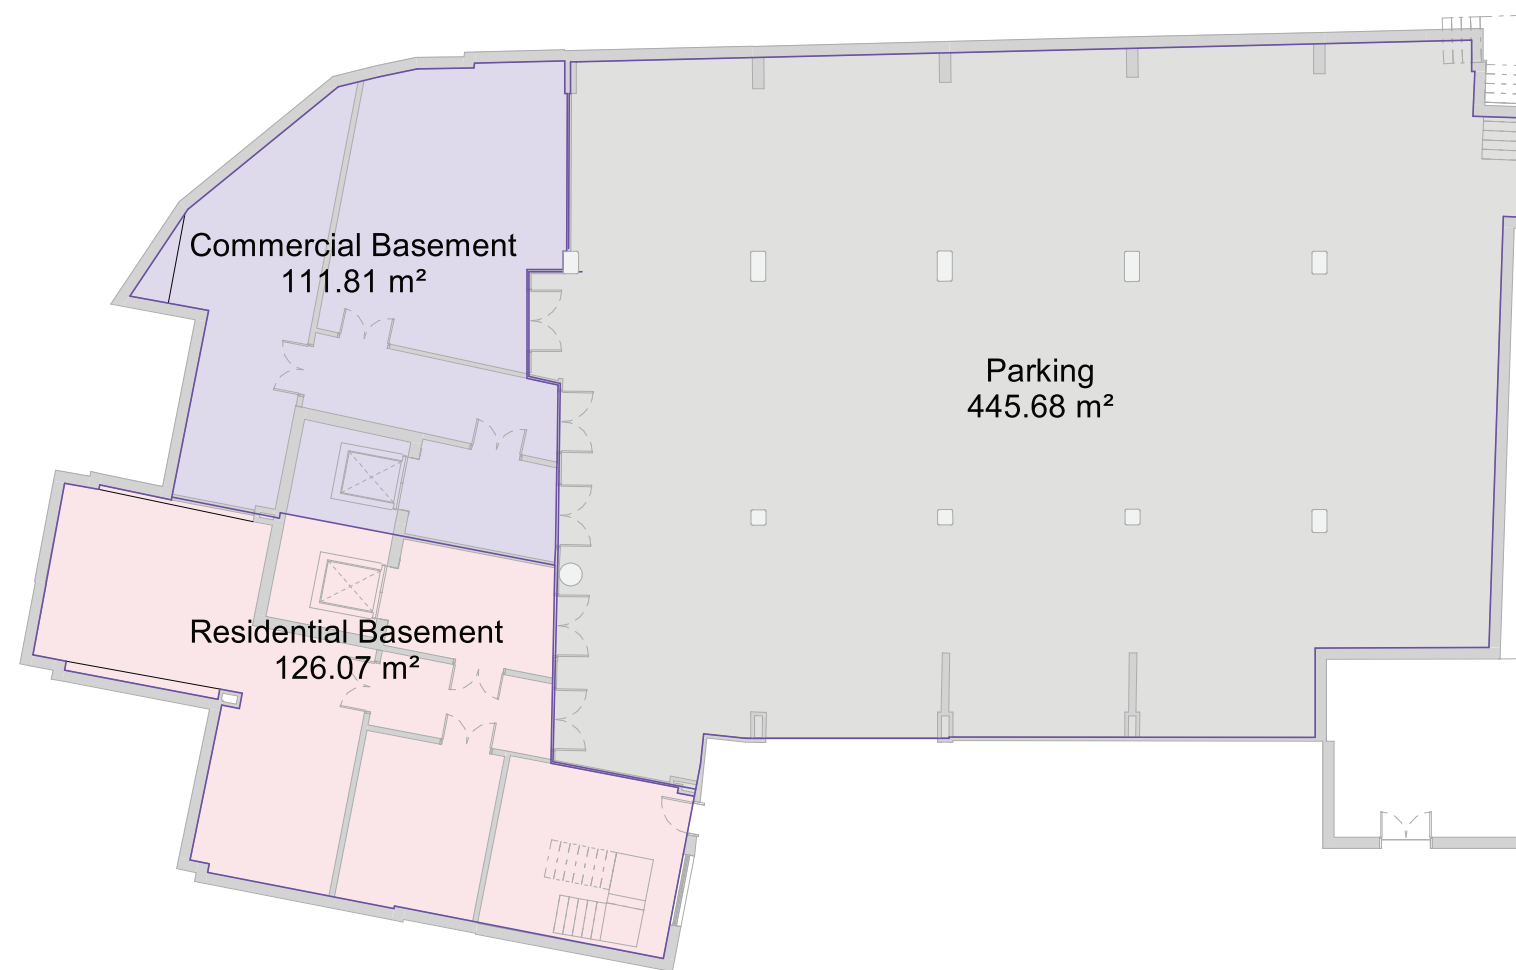 Commercial Basement
111.81 m²
Parking
445.68 m²
Residential Basement
126.07 m²